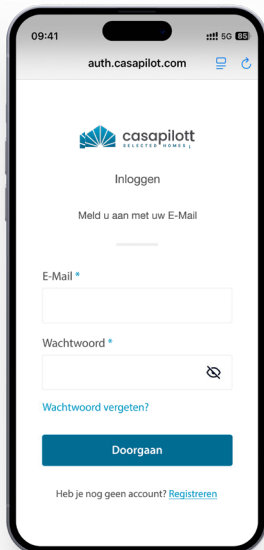 09:41
5G 85
auth.casapilot.com
casapilott
SELECTED HOMES
Inloggen
Meld u aan met uw E-Mail
E-Mail *
Wachtwoord *
Wachtwoord vergeten?
Doorgaan
Heb je nog geen account? Registreren